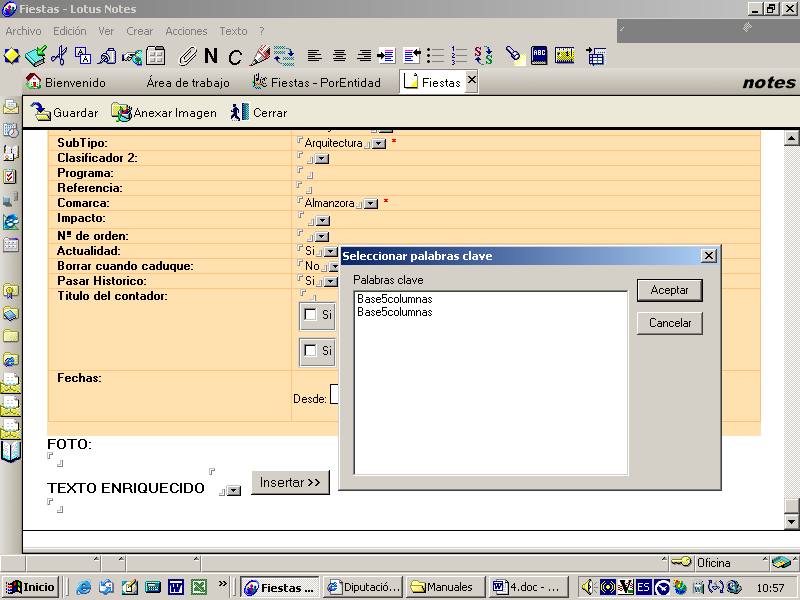 Fiestas - Lotus Notes
Archivo Edición Ver Crear Acciones Texto ?
N C ABC
Bienvenido Área de trabajo Fiestas - PorEntidad Fiestas notes
Guardar Anexar Imagen Cerrar
SubTipo: Arquitectura *
Clasificador 2:
Programa:
Referencia:
Comarca: Almanzora *
Impacto:
Nº de orden:
Actualidad: Si
Borrar cuando caduque: No
Pasar Historico: Si
Titulo del contador:
Si
Si
Fechas:
Desde:
Seleccionar palabras clave
Palabras clave
Base5columnas
Base5columnas
Aceptar
Cancelar
FOTO:
TEXTO ENRIQUECIDO Insertar >>
Oficina
Inicio » Fiestas ... Diputació... Manuales 4.doc - ... ES 10:57